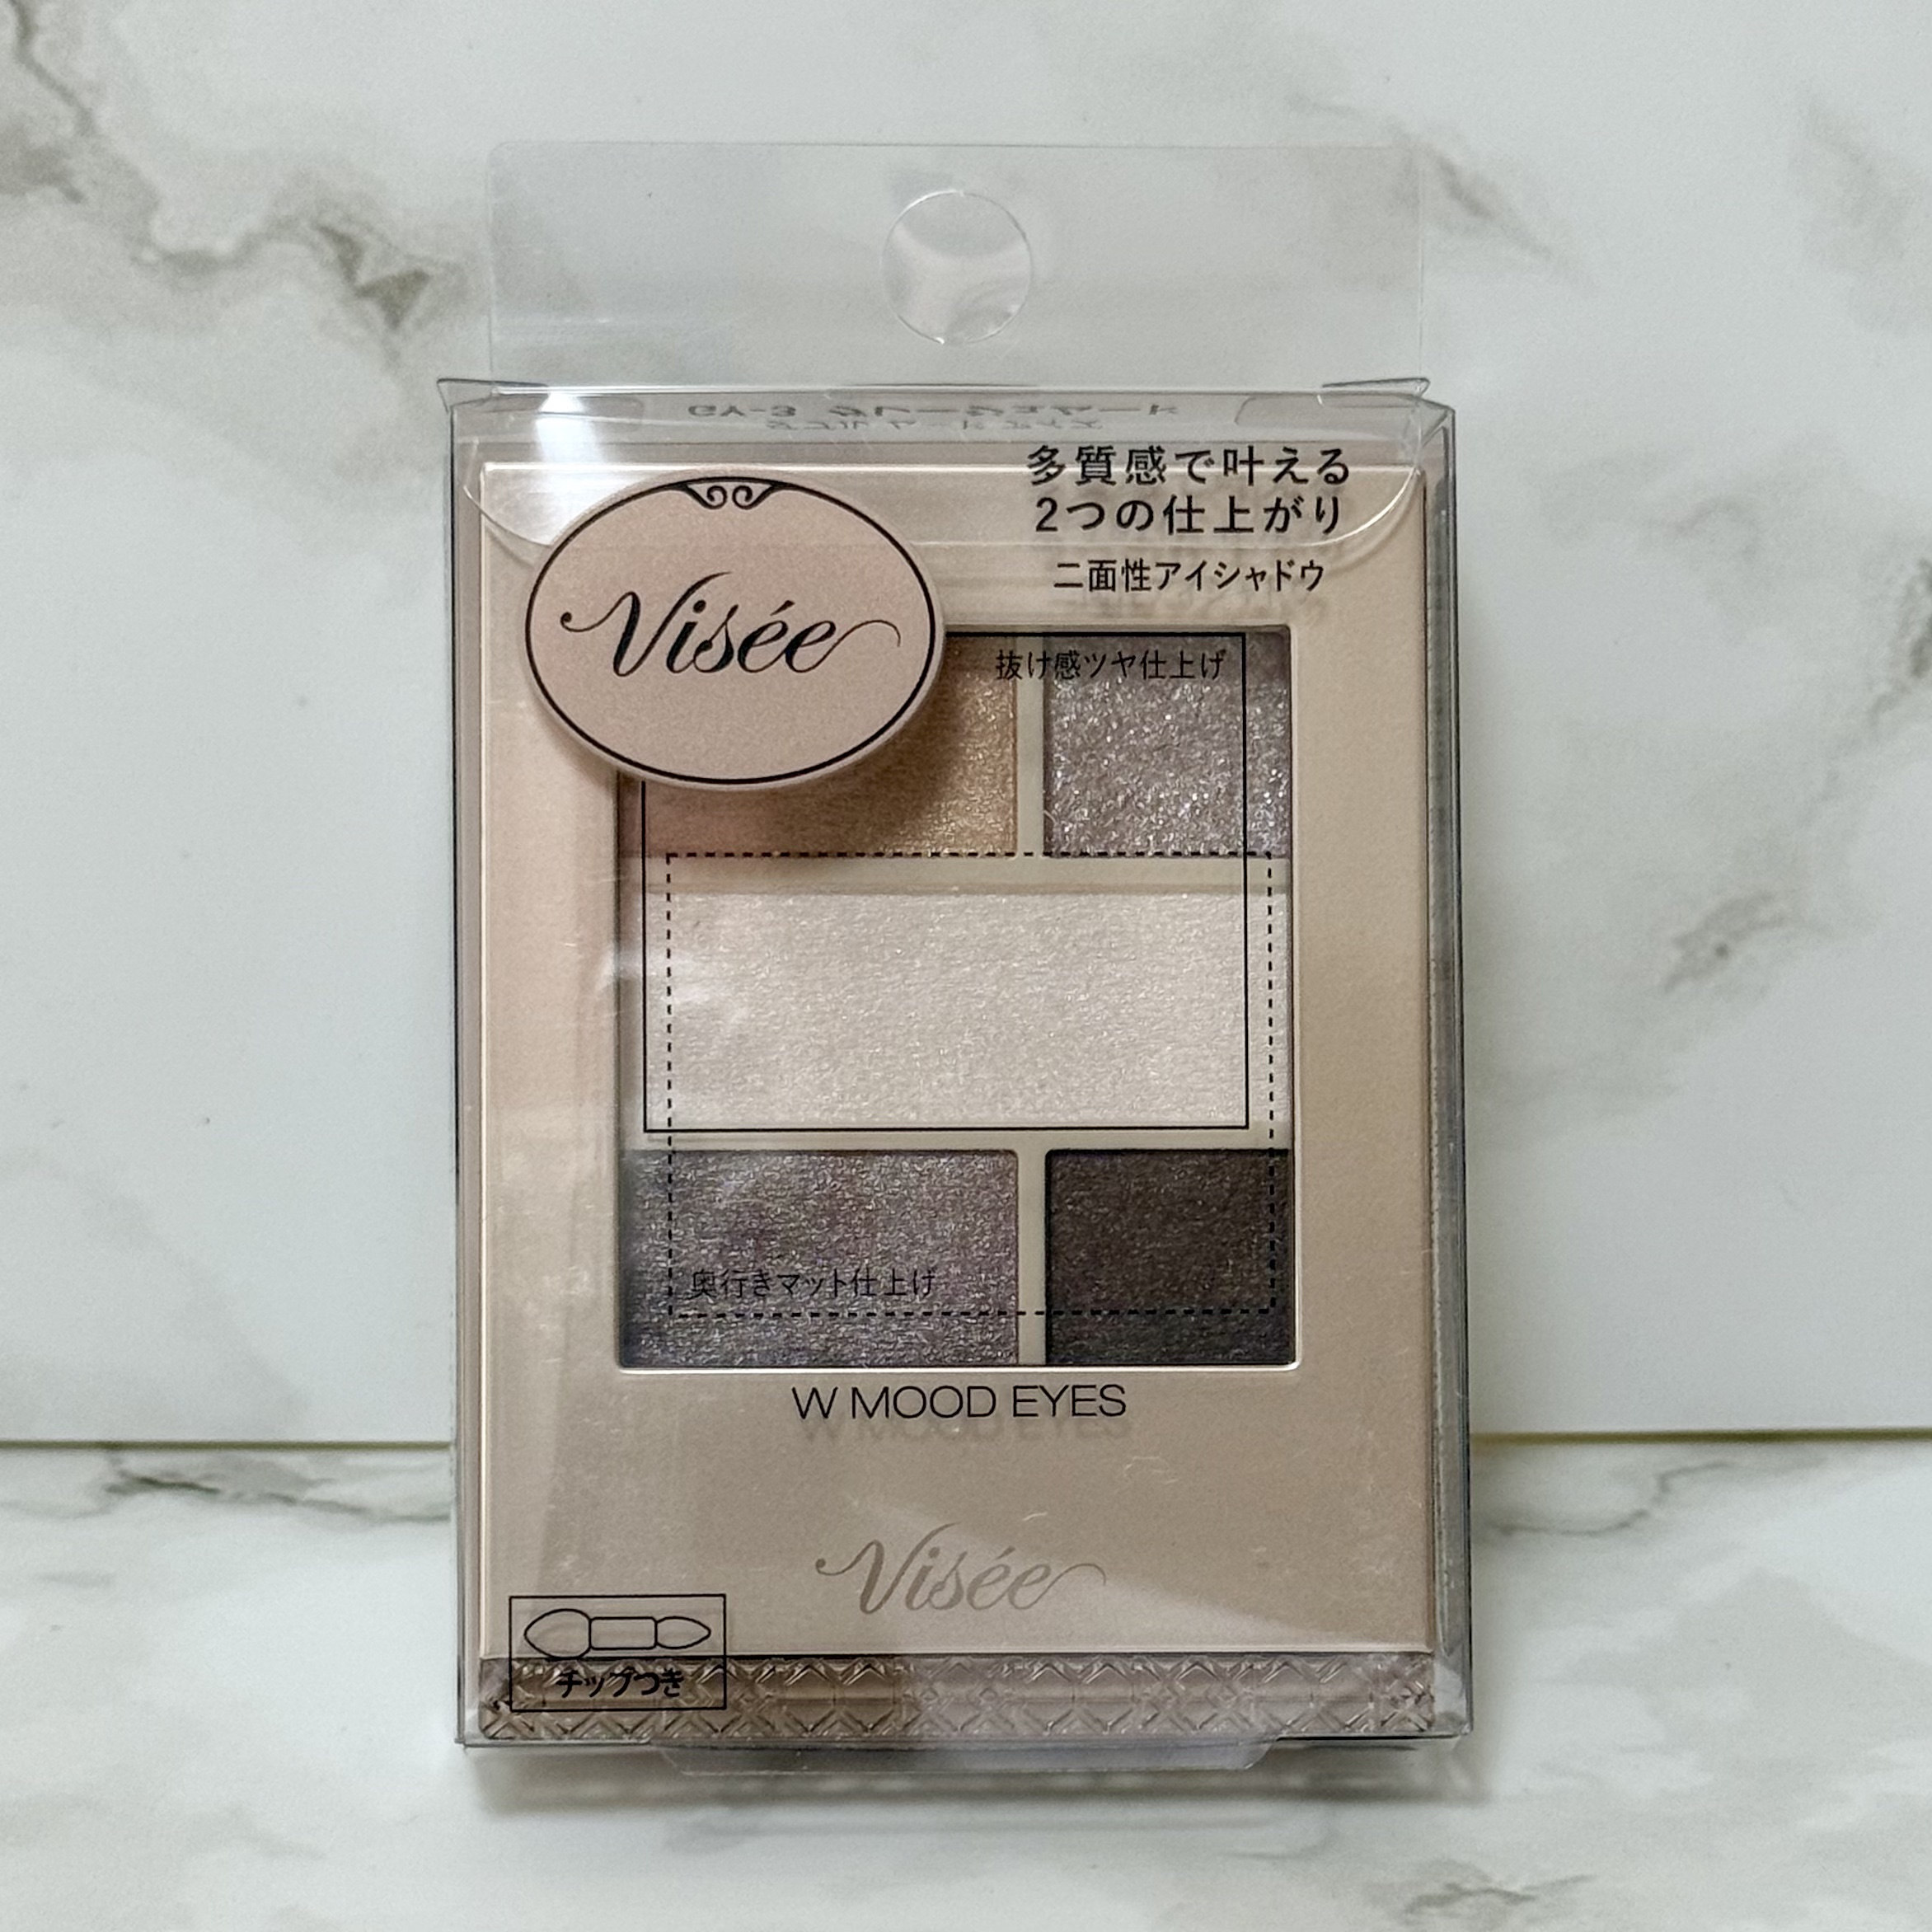 多質感で叶える
2つの仕上がり
二面性アイシャドウ
Visée
抜け感ツヤ仕上げ
奥行きマット仕上げ
W MOOD EYES
Visée
チップつき